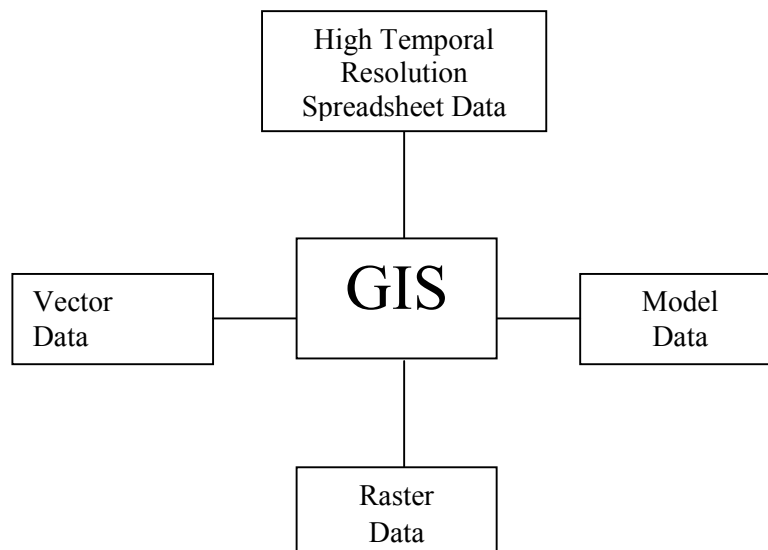 High Temporal
Resolution
Spreadsheet Data
GIS
Vector
Data
Model
Data
Raster
Data